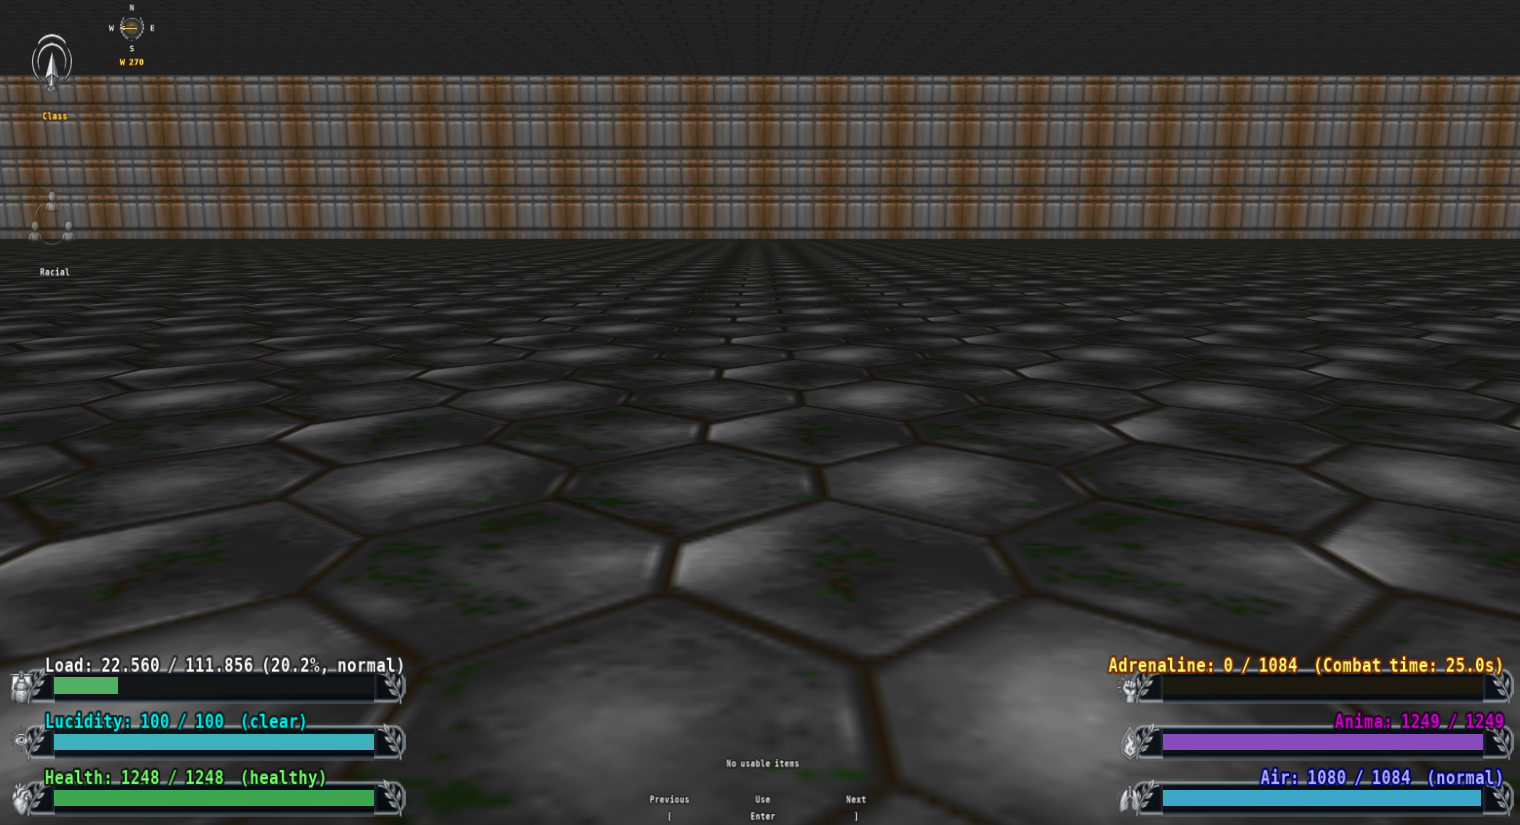 N
W E
S
W 270
Class
Racial
Load: 22.560 / 111.856 (20.2%, normal)
Lucidity: 100 / 100 (clear)
Health: 1248 / 1248 (healthy)
Adrenaline: 0 / 1084 (Combat time: 25.0s)
Anima: 1249 / 1249
Air: 1080 / 1084 (normal)
No usable items
Previous Use Next
[ Enter ]